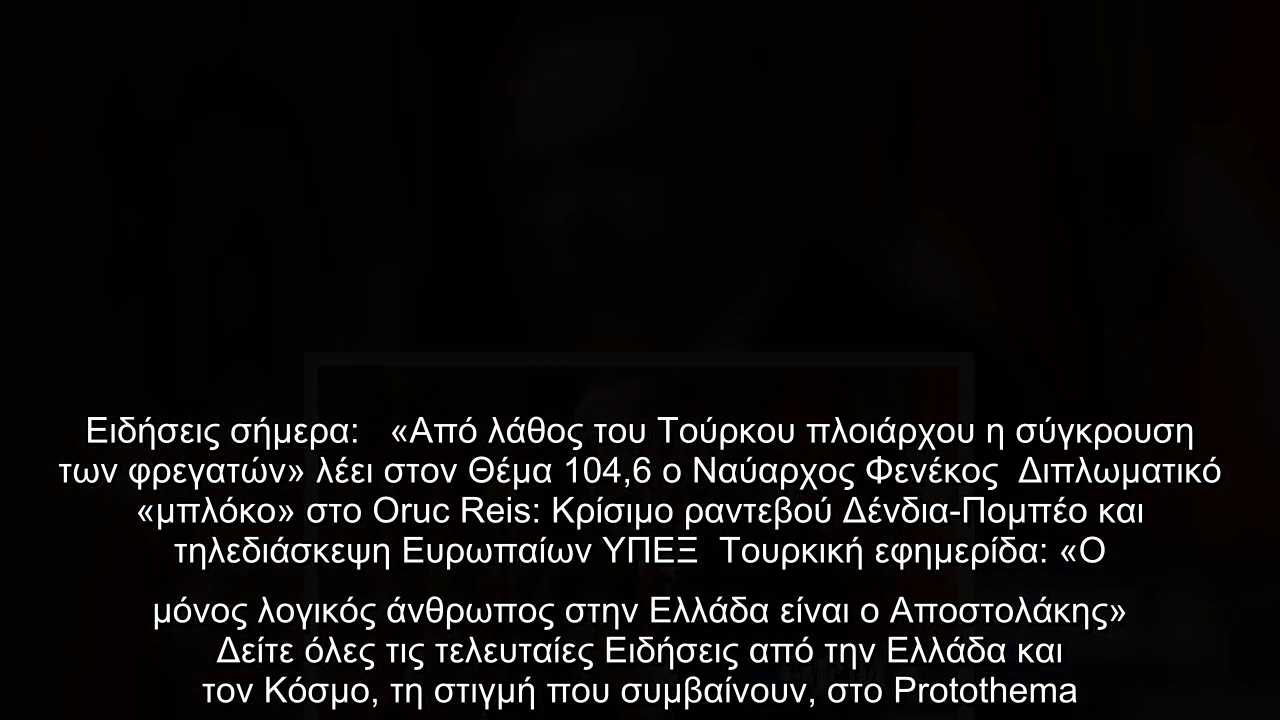 Ειδήσεις σήμερα:   «Από λάθος του Τούρκου πλοιάρχου η σύγκρουση
των φρεγατών» λέει στον Θέμα 104,6 ο Ναύαρχος Φενέκος  Διπλωματικό
«μπλόκο» στο Oruc Reis: Κρίσιμο ραντεβού Δένδια-Πομπέο και
τηλεδιάσκεψη Ευρωπαίων ΥΠΕΞ  Τουρκική εφημερίδα: «Ο
μόνος λογικός άνθρωπος στην Ελλάδα είναι ο Αποστολάκης»
Δείτε όλες τις τελευταίες Ειδήσεις από την Ελλάδα και
τον Κόσμο, τη στιγμή που συμβαίνουν, στο Protothema